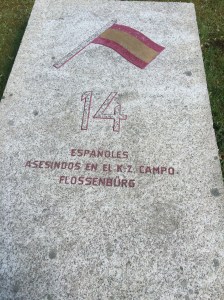 14
ESPAÑOLES
ASESINDOS EN EL K.Z. CAMPO
FLOSSENBÜRG